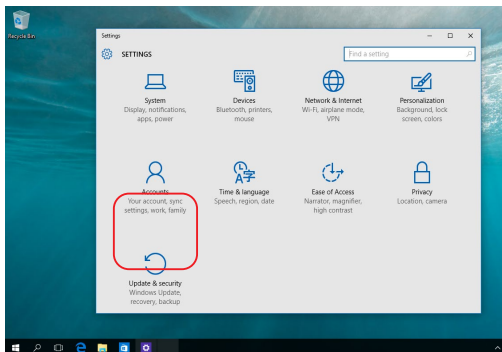 Recycle Bin
Settings
SETTINGS
Find a setting
System
Display, notifications,
apps, power
Devices
Bluetooth, printers,
mouse
Network & Internet
Wi-Fi, airplane mode,
VPN
Personalization
Background, lock
screen, colors
Accounts
Your account, sync
settings, work, family
Time & language
Speech, region, date
Ease of Access
Narrator, magnifier,
high contrast
Privacy
Location, camera
Update & security
Windows Update,
recovery, backup